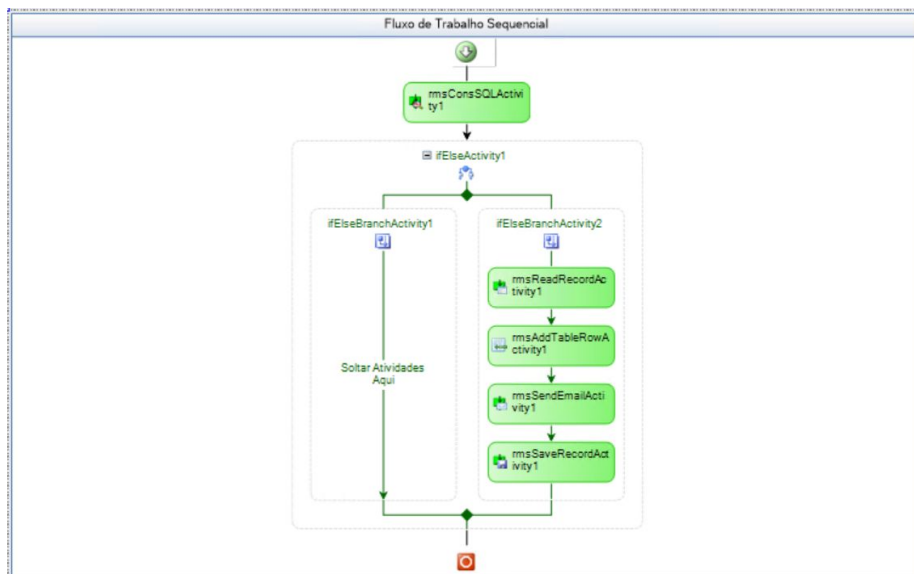 Fluxo de Trabalho Sequencial
rmsConsSQLActivi
ty1
ifElseActivity1
ifElseBranchActivity1
Soltar Atividades
Aqui
ifElseBranchActivity2
rmsReadRecordAc
tivity1
rmsAddTableRowA
ctivity1
rmsSendEmailActi
vity1
rmsSaveRecordAct
ivity1